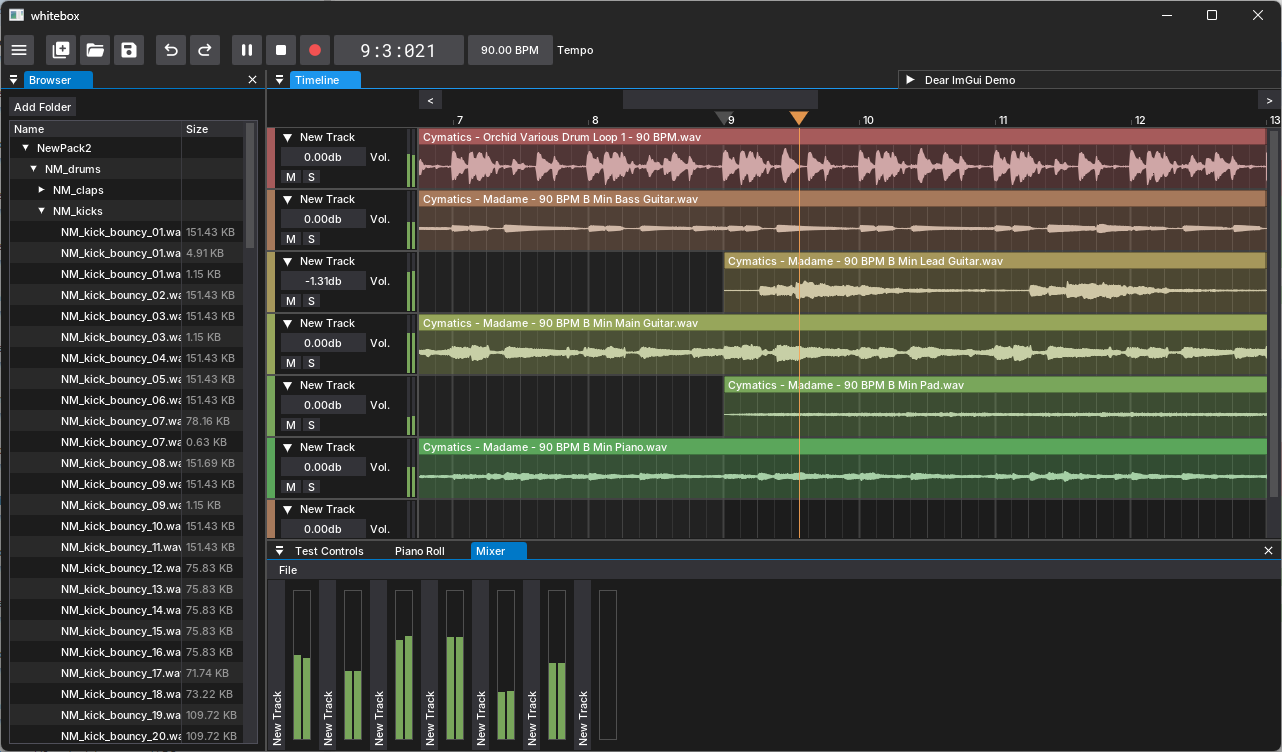 whitebox
9:3:021
90.00 BPM
Tempo
Browser
Timeline
Dear ImGui Demo
Add Folder
<
>
7
8
9
10
11
12
13
Name
Size
NewPack2
NM_drums
NM_claps
NM_kicks
NM_kick_bouncy_01.wa 151.43 KB
NM_kick_bouncy_01.wa 4.91 KB
NM_kick_bouncy_01.wa 1.15 KB
NM_kick_bouncy_02.wa 151.43 KB
NM_kick_bouncy_03.wa 151.43 KB
NM_kick_bouncy_03.wa 1.15 KB
NM_kick_bouncy_04.wa 151.43 KB
NM_kick_bouncy_05.wa 151.43 KB
NM_kick_bouncy_06.wa 151.43 KB
NM_kick_bouncy_07.wa 78.16 KB
NM_kick_bouncy_07.wa 0.63 KB
NM_kick_bouncy_08.wa 151.69 KB
NM_kick_bouncy_09.wa 151.43 KB
NM_kick_bouncy_09.wa 1.15 KB
NM_kick_bouncy_10.wa 151.43 KB
NM_kick_bouncy_11.wav 151.43 KB
NM_kick_bouncy_12.wa 75.83 KB
NM_kick_bouncy_13.wa 75.83 KB
NM_kick_bouncy_14.wa 75.83 KB
NM_kick_bouncy_15.wa 75.83 KB
NM_kick_bouncy_16.wa 75.83 KB
NM_kick_bouncy_17.wa 71.74 KB
NM_kick_bouncy_18.wa 73.22 KB
NM_kick_bouncy_19.wa 109.72 KB
NM_kick_bouncy_20.wa 109.72 KB
New Track
0.00db Vol.
M S
Cymatics - Orchid Various Drum Loop 1 - 90 BPM.wav
New Track
0.00db Vol.
M S
Cymatics - Madame - 90 BPM B Min Bass Guitar.wav
New Track
-1.31db Vol.
M S
Cymatics - Madame - 90 BPM B Min Lead Guitar.wav
New Track
0.00db Vol.
M S
Cymatics - Madame - 90 BPM B Min Main Guitar.wav
New Track
0.00db Vol.
M S
Cymatics - Madame - 90 BPM B Min Pad.wav
New Track
0.00db Vol.
M S
Cymatics - Madame - 90 BPM B Min Piano.wav
New Track
0.00db Vol.
Test Controls
Piano Roll
Mixer
File
New Track
New Track
New Track
New Track
New Track
New Track
New Track